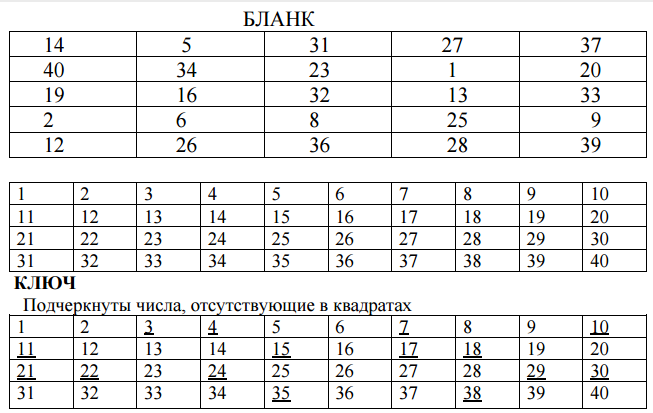 БЛАНК
14 5 31 27 37
40 34 23 1 20
19 16 32 13 33
2 6 8 25 9
12 26 36 28 39
1 2 3 4 5 6 7 8 9 10
11 12 13 14 15 16 17 18 19 20
21 22 23 24 25 26 27 28 29 30
31 32 33 34 35 36 37 38 39 40
КЛЮЧ
Подчеркнуты числа, отсутствующие в квадратах
1 2 3 4 5 6 7 8 9 10
11 12 13 14 15 16 17 18 19 20
21 22 23 24 25 26 27 28 29 30
31 32 33 34 35 36 37 38 39 40